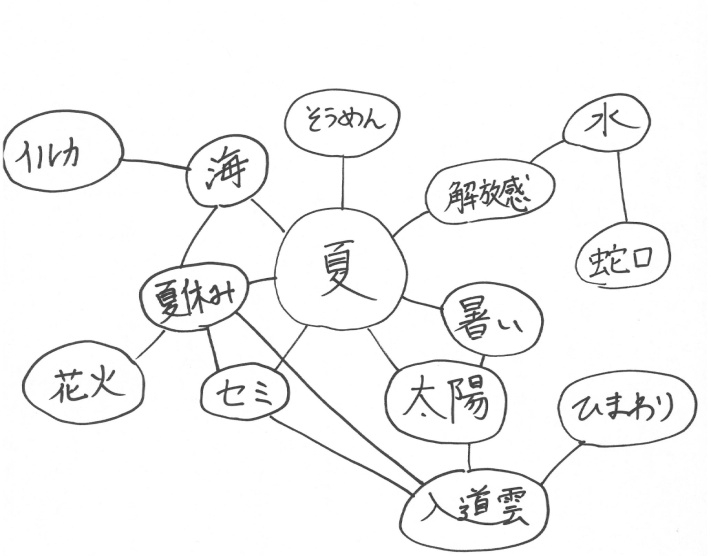 そうめん
水
イルカ
海
解放感
夏
蛇口
夏休み
暑い
花火
セミ
太陽
ひまわり
入道雲